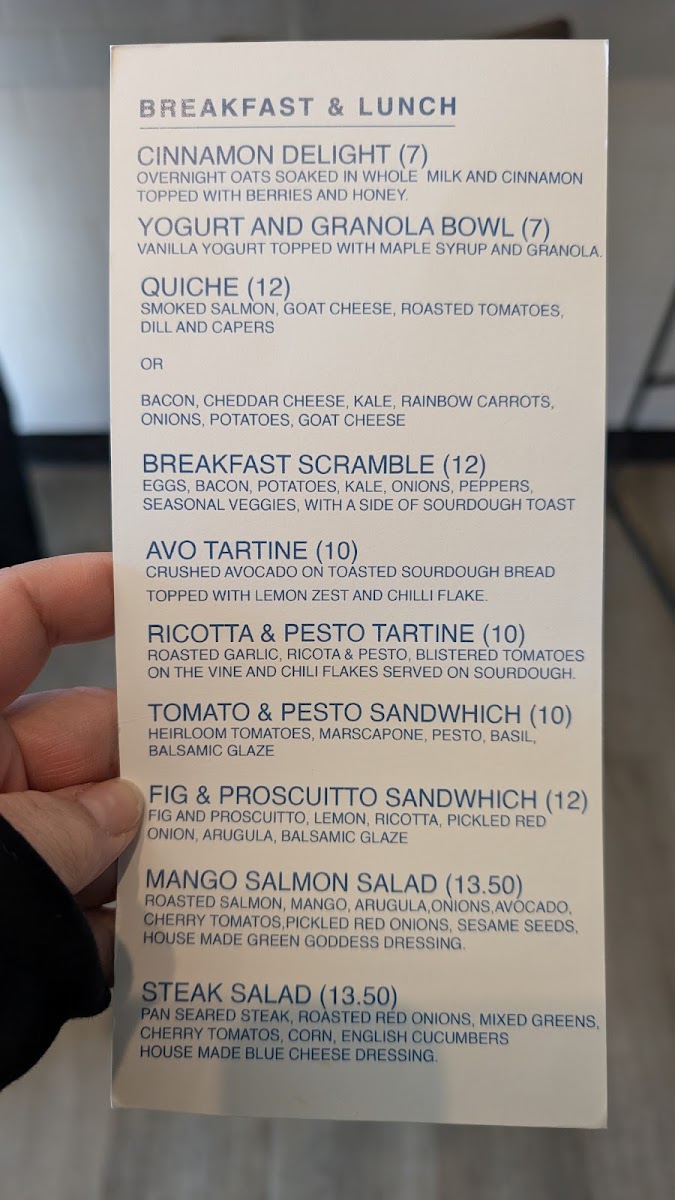 BREAKFAST & LUNCH
CINNAMON DELIGHT (7)
OVERNIGHT OATS SOAKED IN WHOLE MILK AND CINNAMON
TOPPED WITH BERRIES AND HONEY.
YOGURT AND GRANOLA BOWL (7)
VANILLA YOGURT TOPPED WITH MAPLE SYRUP AND GRANOLA.
QUICHE (12)
SMOKED SALMON, GOAT CHEESE, ROASTED TOMATOES,
DILL AND CAPERS
OR
BACON, CHEDDAR CHEESE, KALE, RAINBOW CARROTS,
ONIONS, POTATOES, GOAT CHEESE
BREAKFAST SCRAMBLE (12)
EGGS, BACON, POTATOES, KALE, ONIONS, PEPPERS,
SEASONAL VEGGIES, WITH A SIDE OF SOURDOUGH TOAST
AVO TARTINE (10)
CRUSHED AVOCADO ON TOASTED SOURDOUGH BREAD
TOPPED WITH LEMON ZEST AND CHILLI FLAKE.
RICOTTA & PESTO TARTINE (10)
ROASTED GARLIC, RICOTA & PESTO, BLISTERED TOMATOES
ON THE VINE AND CHILI FLAKES SERVED ON SOURDOUGH.
TOMATO & PESTO SANDWHICH (10)
HEIRLOOM TOMATOES, MARSCAPONE, PESTO, BASIL,
BALSAMIC GLAZE
FIG & PROSCUITTO SANDWHICH (12)
FIG AND PROSCUITTO, LEMON, RICOTTA, PICKLED RED
ONION, ARUGULA, BALSAMIC GLAZE
MANGO SALMON SALAD (13.50)
ROASTED SALMON, MANGO, ARUGULA,ONIONS,AVOCADO,
CHERRY TOMATOS,PICKLED RED ONIONS, SESAME SEEDS,
HOUSE MADE GREEN GODDESS DRESSING.
STEAK SALAD (13.50)
PAN SEARED STEAK, ROASTED RED ONIONS, MIXED GREENS,
CHERRY TOMATOS, CORN, ENGLISH CUCUMBERS
HOUSE MADE BLUE CHEESE DRESSING.